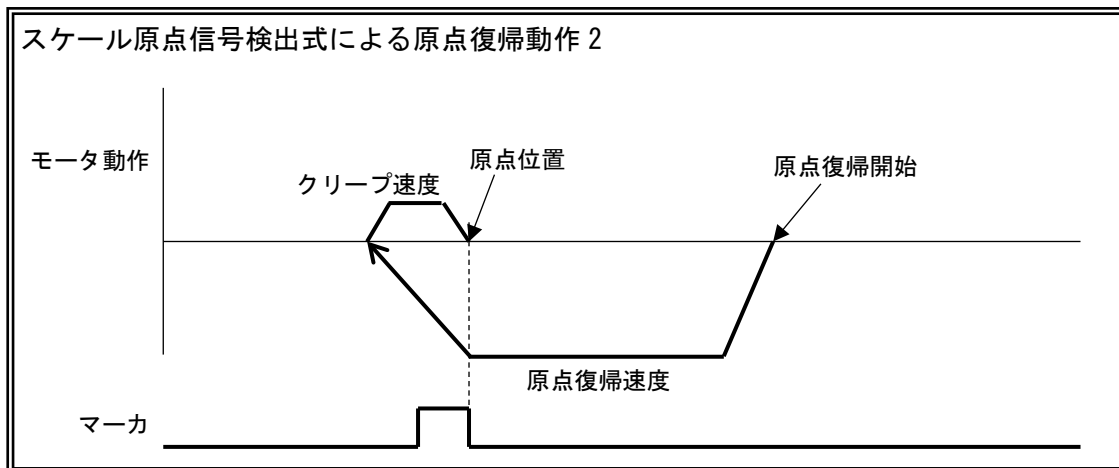 スケール原点信号検出式による原点復帰動作 2
モータ動作
原点位置
原点復帰開始
クリープ速度
原点復帰速度
マーカ